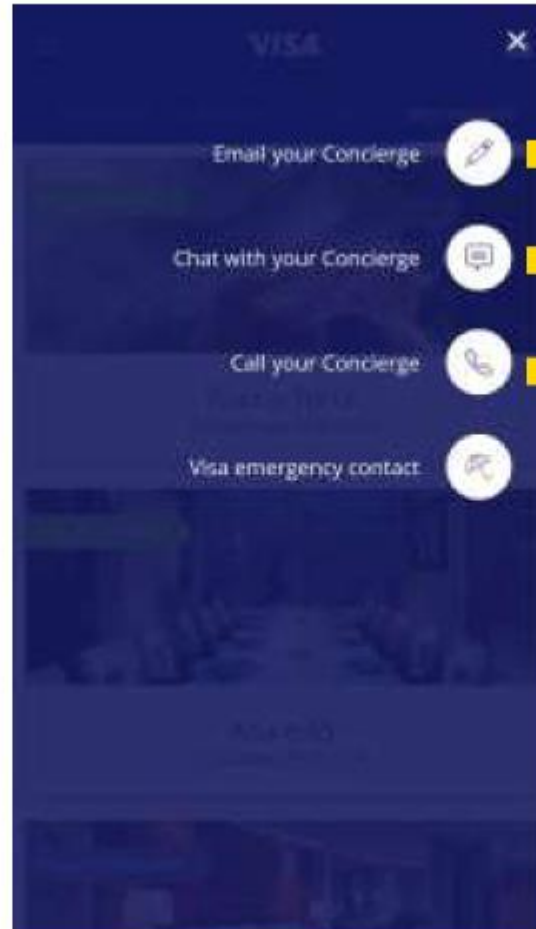 VISA
Email your Concierge
Chat with your Concierge
Call your Concierge
Visa emergency contact